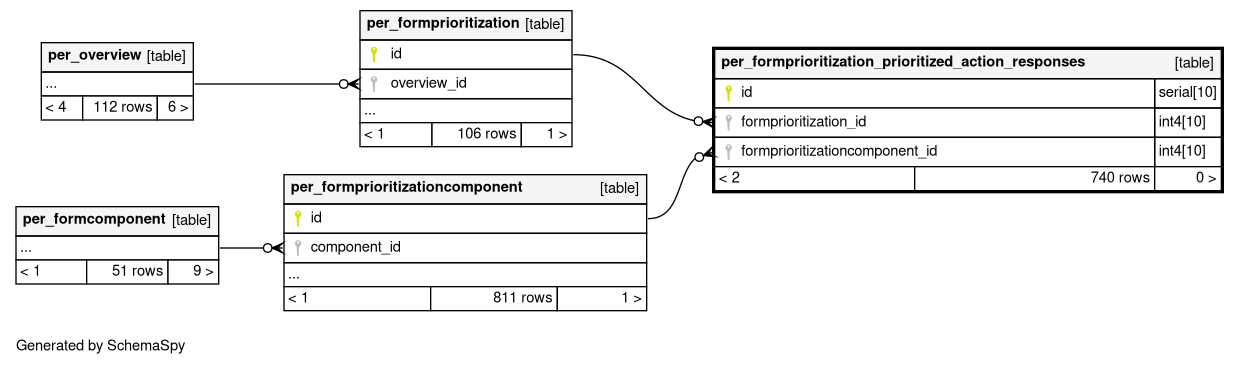 per_overview [table]
...
< 4 112 rows 6 >
per_formprioritization [table]
id
overview_id
...
< 1 106 rows 1 >
per_formprioritization_prioritized_action_responses [table]
id serial[10]
formprioritization_id int4[10]
formprioritizationcomponent_id int4[10]
< 2 740 rows 0 >
per_formprioritizationcomponent [table]
id
component_id
...
< 1 811 rows 1 >
per_formcomponent [table]
...
< 1 51 rows 9 >
Generated by SchemaSpy